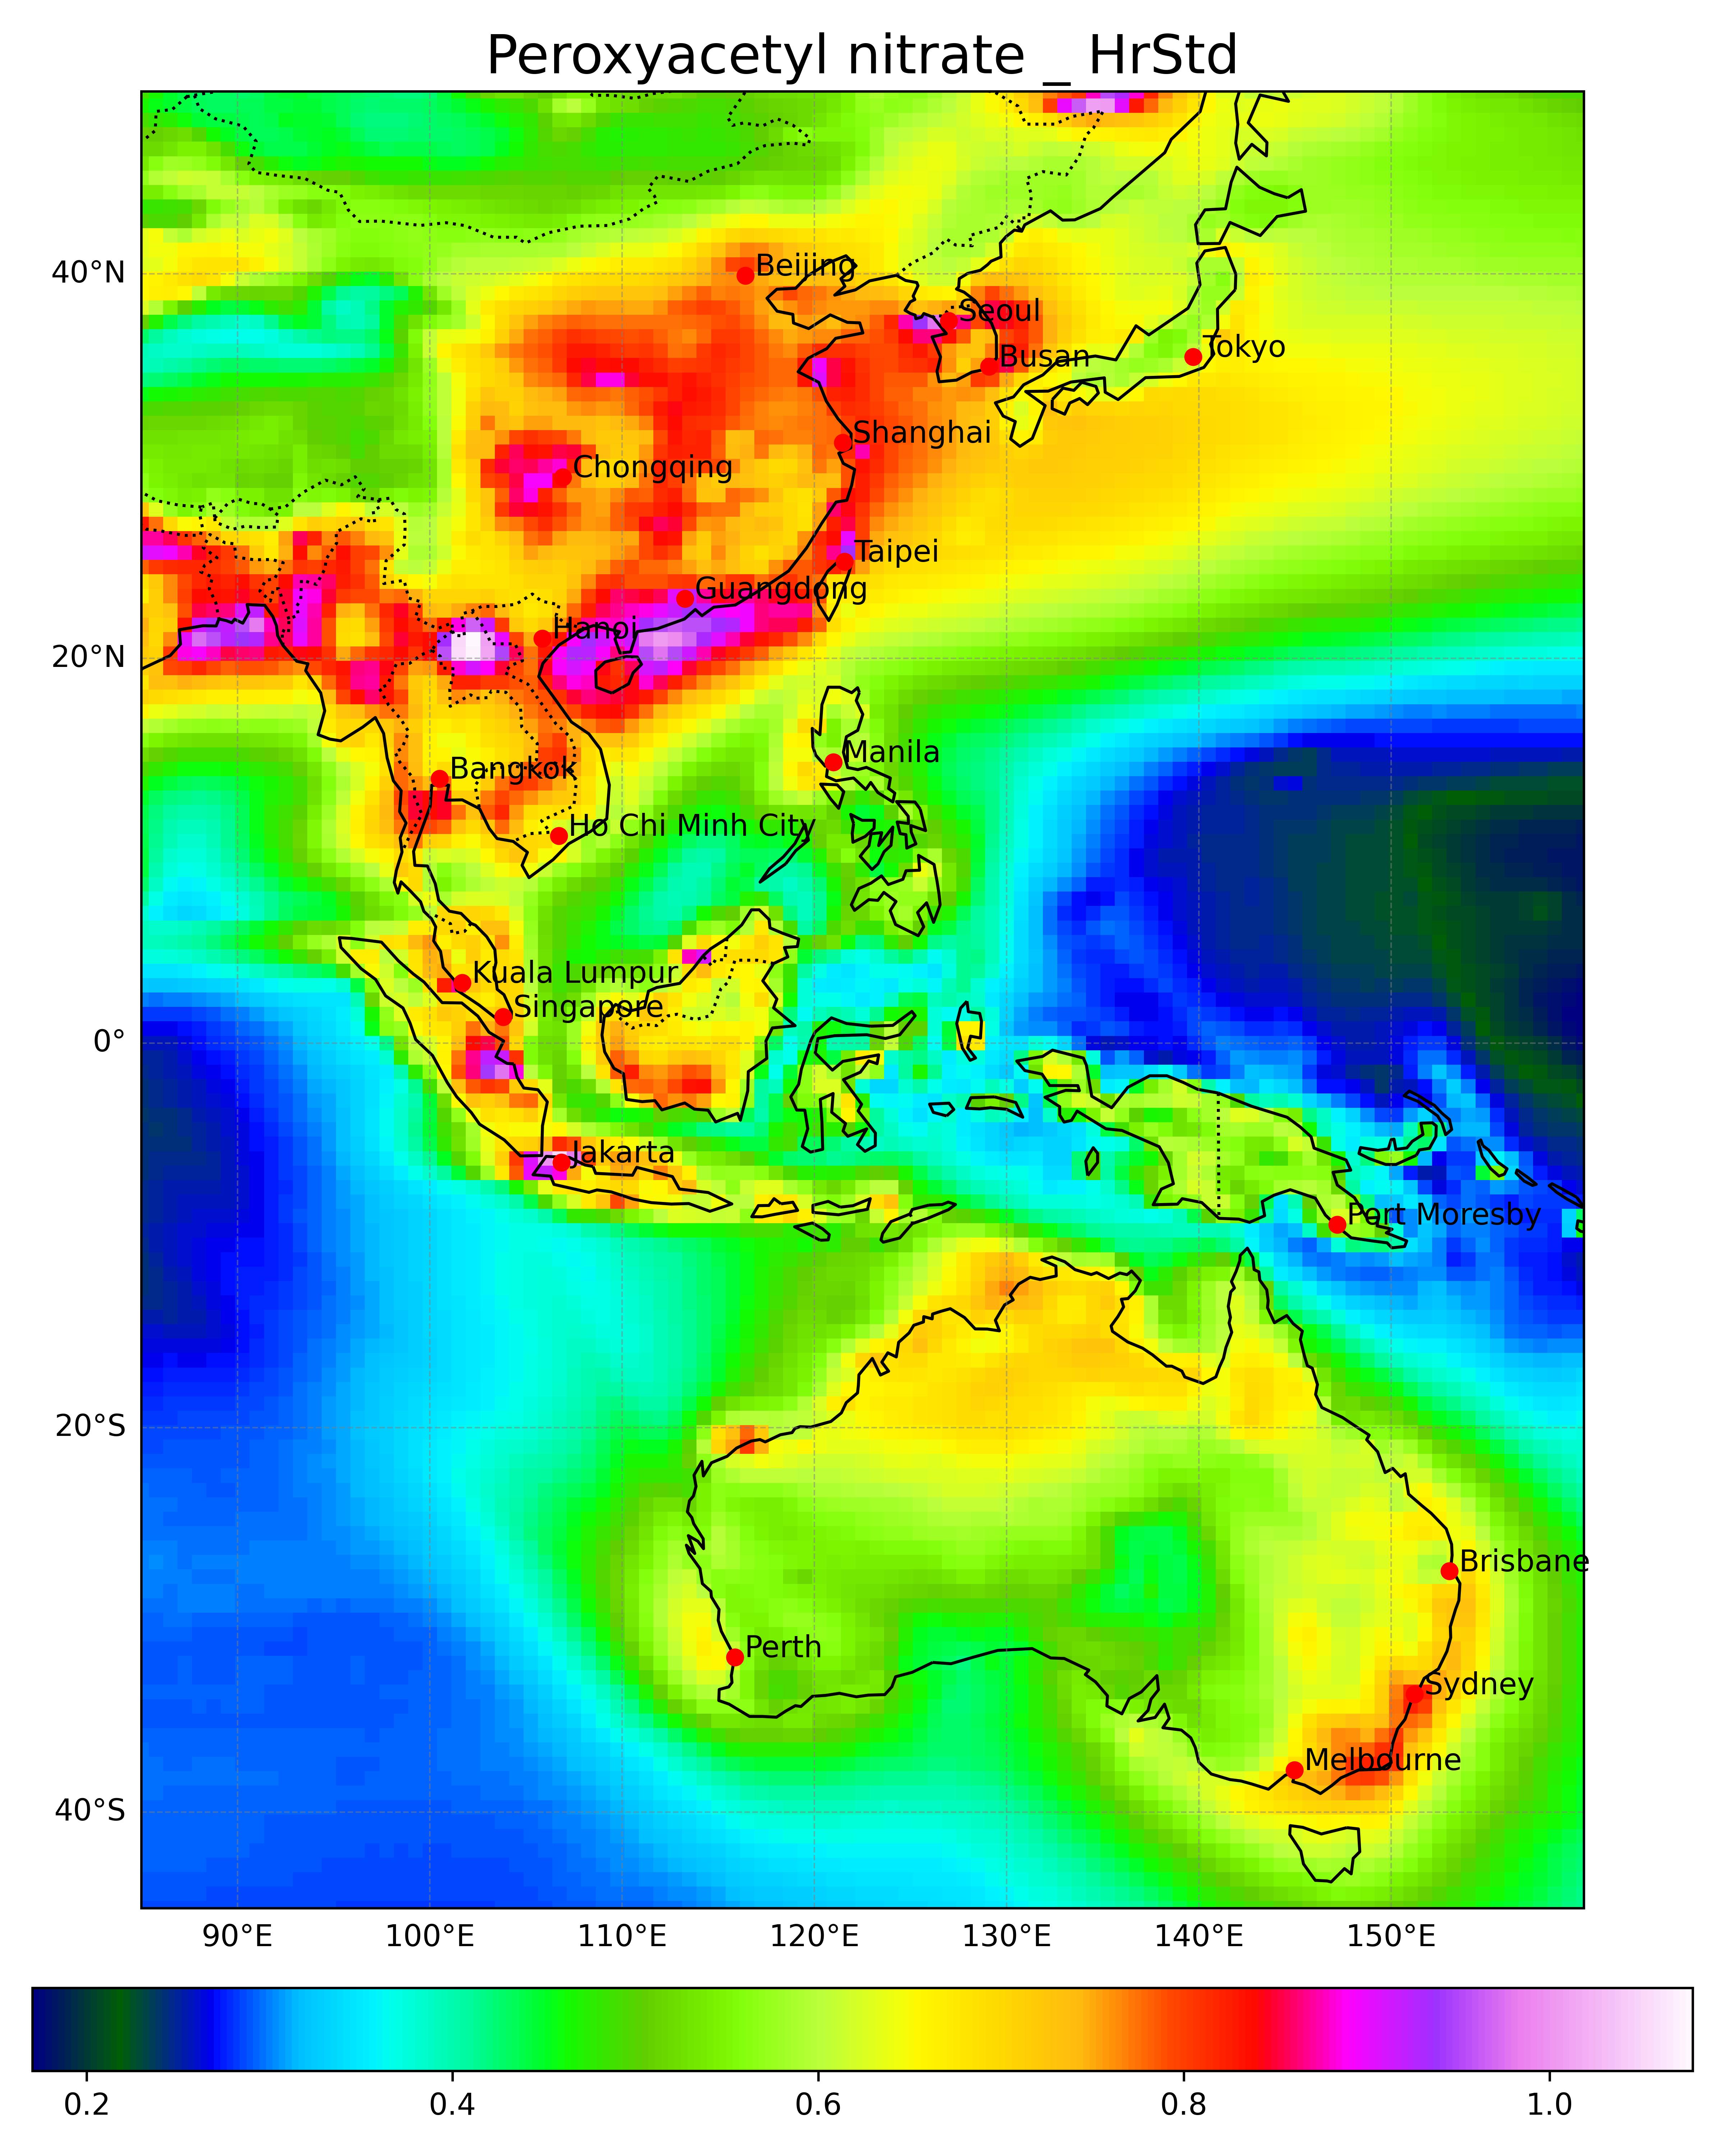 Peroxyacetyl nitrate _ HrStd
40°N
20°N
0°
20°S
40°S
Beijing
Seoul
Busan
Tokyo
Shanghai
Chongqing
Taipei
Guangdong
Hanoi
Manila
Bangkok
Ho Chi Minh City
Kuala Lumpur
Singapore
Jakarta
Port Moresby
Brisbane
Perth
Sydney
Melbourne
90°E 100°E 110°E 120°E 130°E 140°E 150°E
0.2 0.4 0.6 0.8 1.0